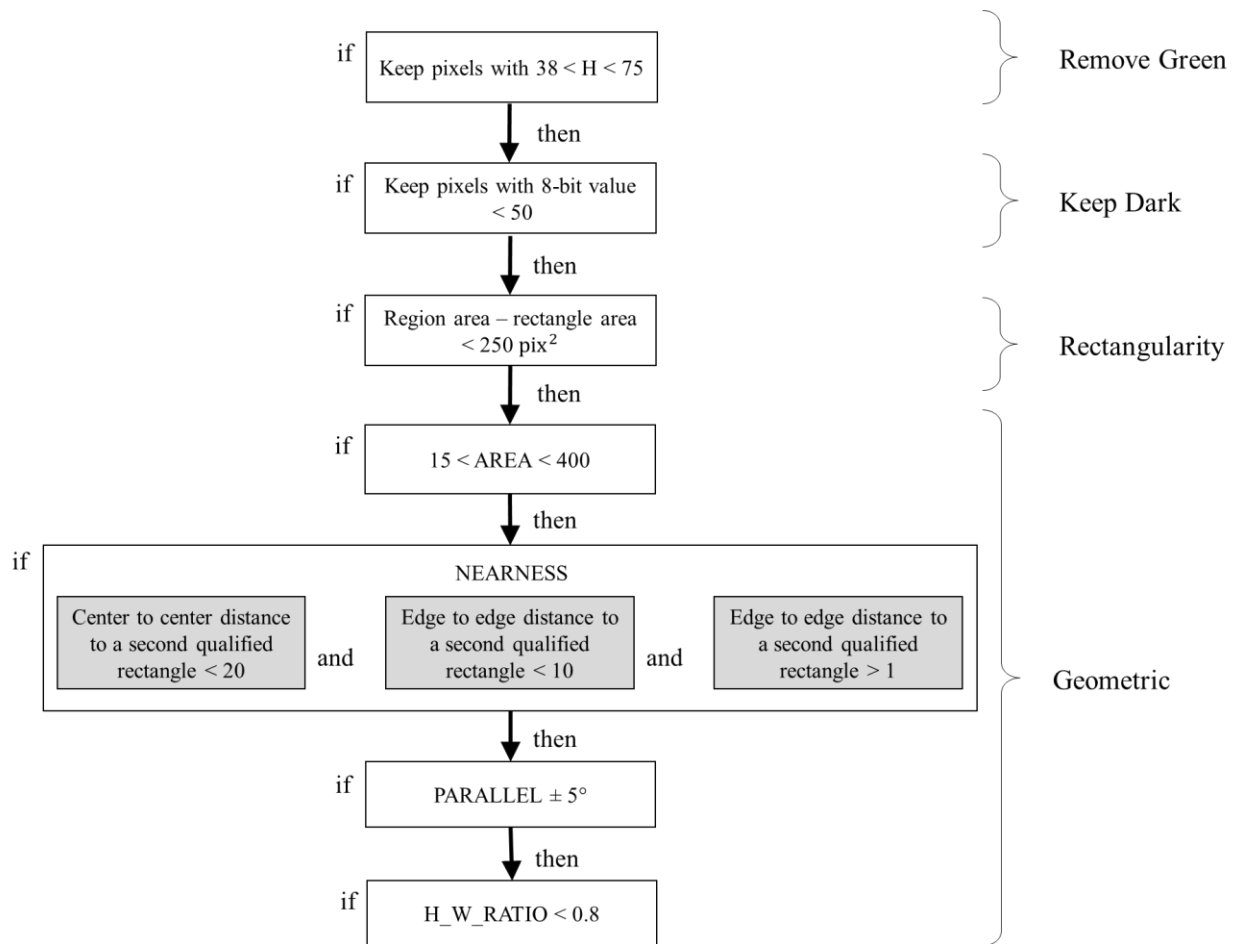 if
Keep pixels with 38 < H < 75
Remove Green
then
if
Keep pixels with 8-bit value
< 50
Keep Dark
then
if
Region area – rectangle area
< 250 pix²
Rectangularity
then
if
15 < AREA < 400
then
if
NEARNESS
Center to center distance
to a second qualified
rectangle < 20
and
Edge to edge distance to
a second qualified
rectangle < 10
and
Edge to edge distance to
a second qualified
rectangle > 1
Geometric
then
if
PARALLEL ± 5°
then
if
H_W_RATIO < 0.8